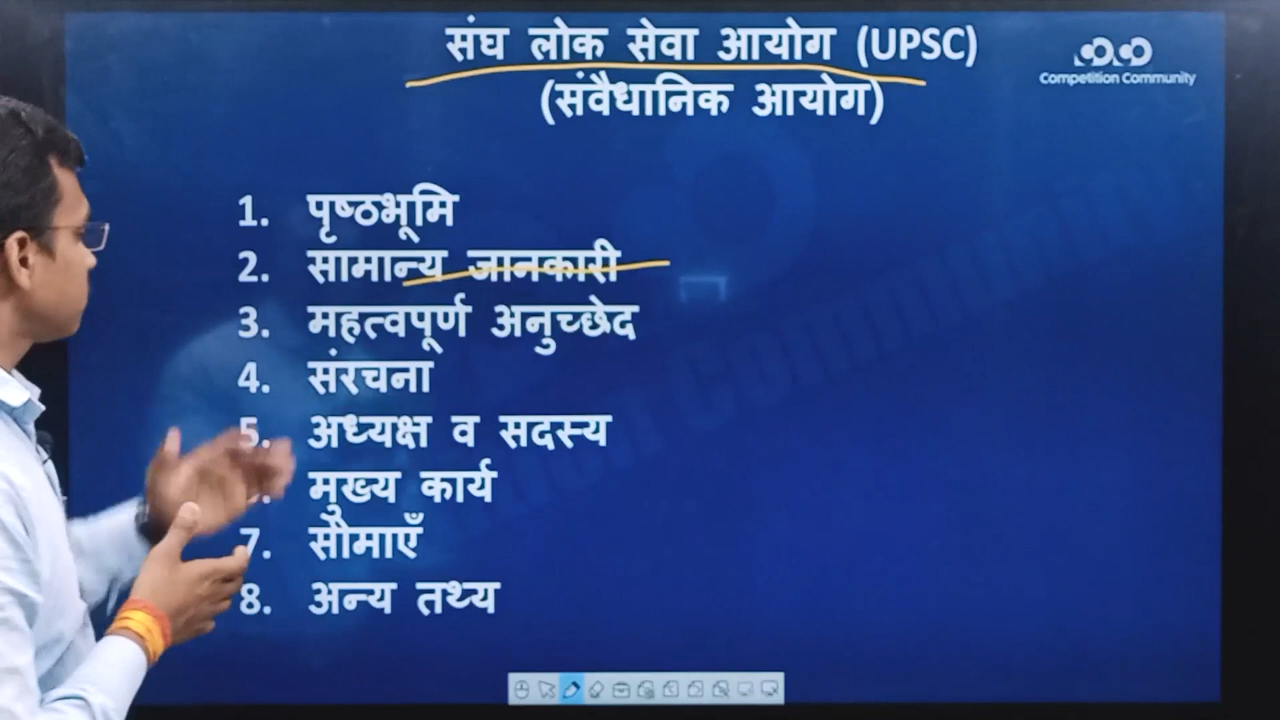 संघ लोक सेवा आयोग (UPSC)
(संवैधानिक आयोग)
Competition Community
1. पृष्ठभूमि
2. सामान्य जानकारी
3. महत्वपूर्ण अनुच्छेद
4. संरचना
5. अध्यक्ष व सदस्य
मुख्य कार्य
7. सीमाएँ
8. अन्य तथ्य